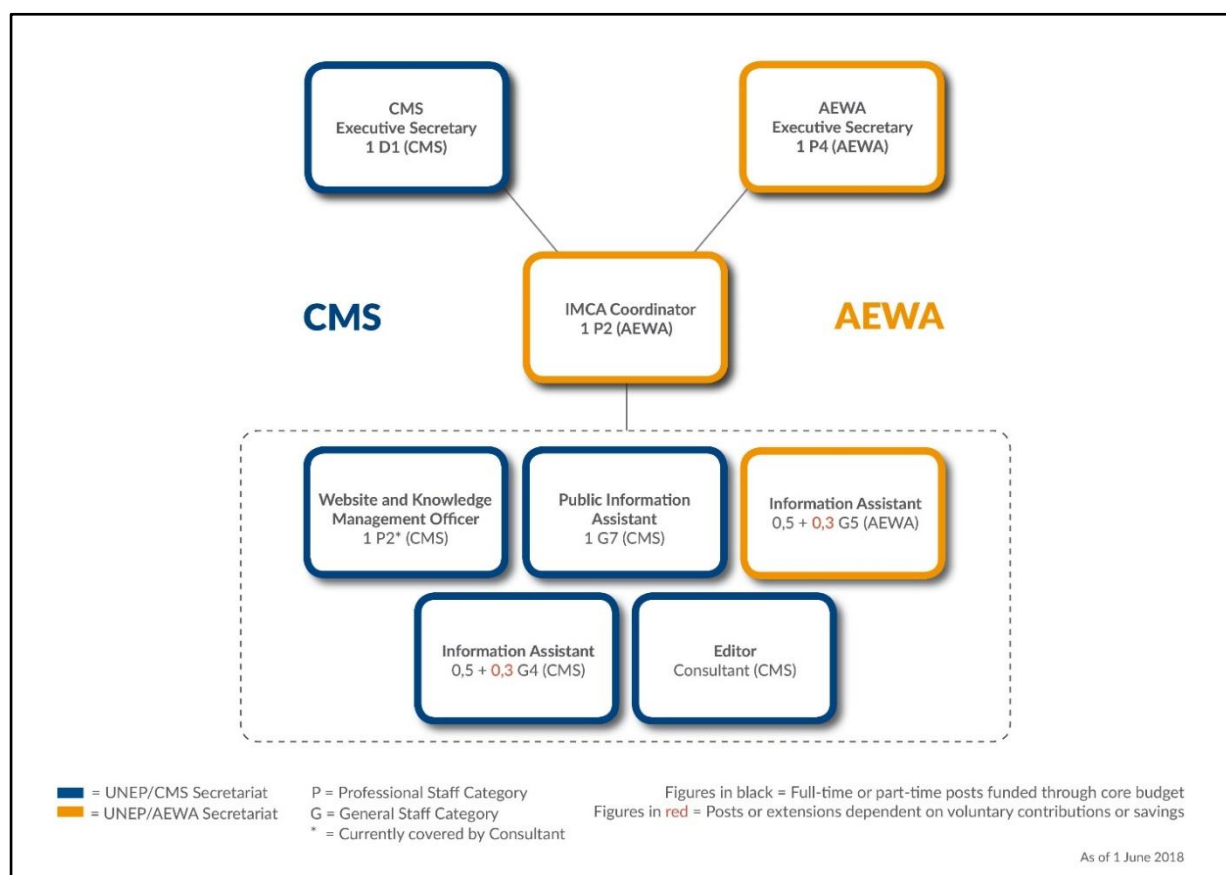 CMS
Executive Secretary
1 D1 (CMS)
AEWA
Executive Secretary
1 P4 (AEWA)
CMS
IMCA Coordinator
1 P2 (AEWA)
AEWA
Website and Knowledge
Management Officer
1 P2* (CMS)
Public Information
Assistant
1 G7 (CMS)
Information Assistant
0,5 + 0,3 G5 (AEWA)
Information Assistant
0,5 + 0,3 G4 (CMS)
Editor
Consultant (CMS)
= UNEP/CMS Secretariat
= UNEP/AEWA Secretariat
P = Professional Staff Category
G = General Staff Category
* = Currently covered by Consultant
Figures in black = Full-time or part-time posts funded through core budget
Figures in red = Posts or extensions dependent on voluntary contributions or savings
As of 1 June 2018